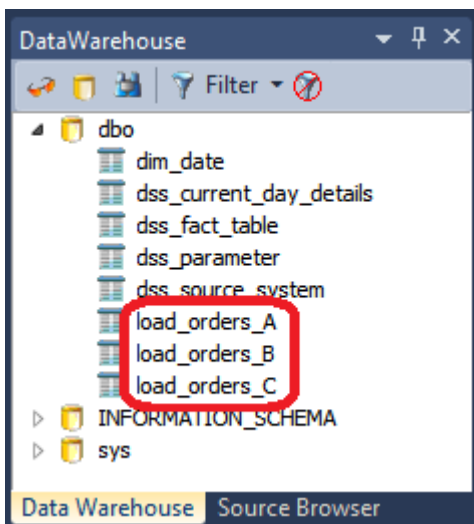 DataWarehouse
Filter
dbo
dim_date
dss_current_day_details
dss_fact_table
dss_parameter
dss_source_system
load_orders_A
load_orders_B
load_orders_C
INFORMATION_SCHEMA
sys
Data Warehouse Source Browser